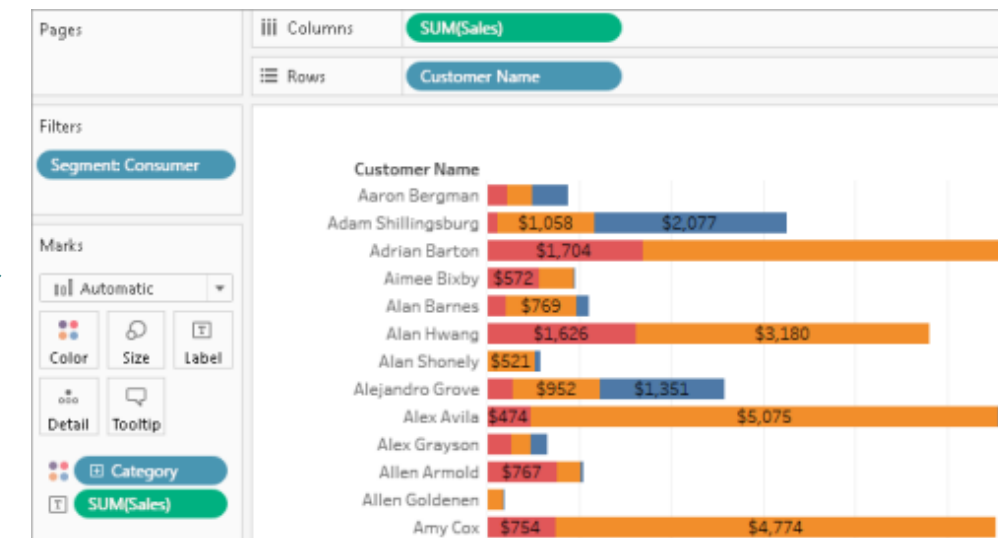 Pages
Columns
SUM(Sales)
Rows
Customer Name
Filters
Segment: Consumer
Marks
Automatic
Color
Size
Label
Detail
Tooltip
Category
SUM(Sales)
Customer Name
Aaron Bergman
Adam Shillingsburg $1,058 $2,077
Adrian Barton $1,704
Aimee Bixby $572
Alan Barnes $769
Alan Hwang $1,626 $3,180
Alan Shonely $521
Alejandro Grove $952 $1,351
Alex Avila $474 $5,075
Alex Grayson
Allen Armold $767
Allen Goldenen
Amy Cox $754 $4,774